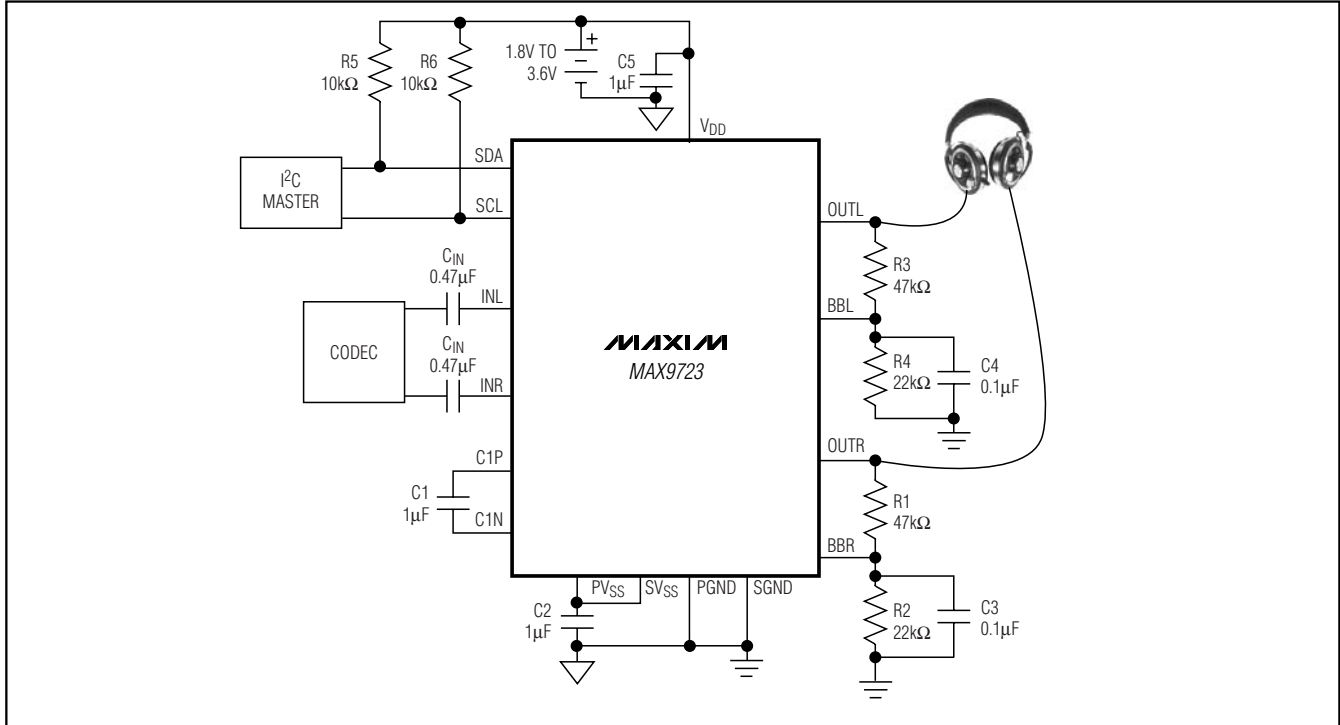 R5
10kΩ
R6
10kΩ
1.8V TO
3.6V
+
C5
1µF
VDD
I²C
MASTER
SDA
SCL
CIN
0.47µF
INL
CODEC
CIN
0.47µF
INR
C1P
C1
1µF
C1N
MAXIM
MAX9723
OUTL
R3
47kΩ
BBL
R4
22kΩ
C4
0.1µF
OUTR
R1
47kΩ
BBR
R2
22kΩ
C3
0.1µF
PVSS
SVSS
PGND
SGND
C2
1µF